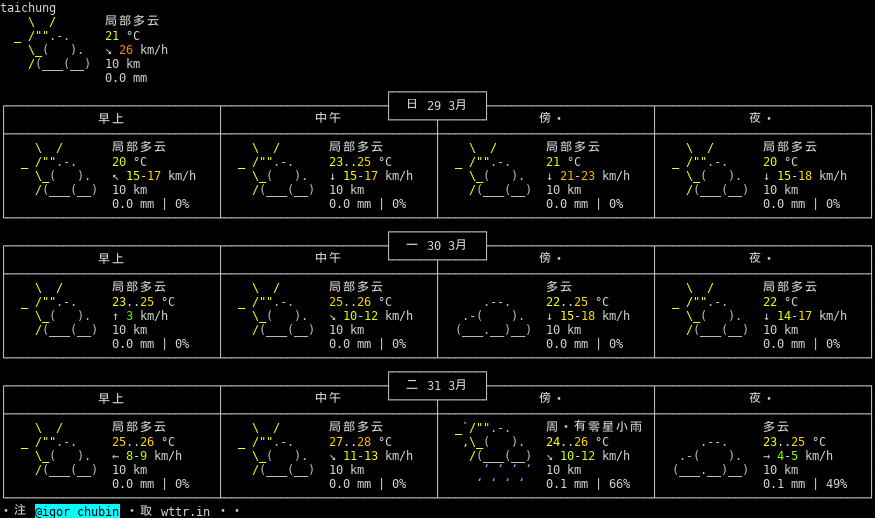 taichung
局部多云
21 °C
↘ 26 km/h
10 km
0.0 mm
日 29 3月
早上 中午 傍・ 夜・
局部多云 局部多云 局部多云 局部多云
20 °C 23..25 °C 21 °C 20 °C
↖ 15-17 km/h ↓ 15-17 km/h ↓ 21-23 km/h ↓ 15-18 km/h
10 km 10 km 10 km 10 km
0.0 mm | 0% 0.0 mm | 0% 0.0 mm | 0% 0.0 mm | 0%
一 30 3月
早上 中午 傍・ 夜・
局部多云 局部多云 多云 局部多云
23..25 °C 25..26 °C 22..25 °C 22 °C
↑ 3 km/h ↘ 10-12 km/h ↓ 15-18 km/h ↓ 14-17 km/h
10 km 10 km 10 km 10 km
0.0 mm | 0% 0.0 mm | 0% 0.0 mm | 0% 0.0 mm | 0%
二 31 3月
早上 中午 傍・ 夜・
局部多云 局部多云 周・有零星小雨 多云
25..26 °C 27..28 °C 24..26 °C 23..25 °C
← 8-9 km/h ↘ 11-13 km/h ↘ 10-12 km/h → 4-5 km/h
10 km 10 km 10 km 10 km
0.0 mm | 0% 0.0 mm | 0% 0.1 mm | 66% 0.1 mm | 49%
・注 @igor_chubin ・取 wttr.in ・・